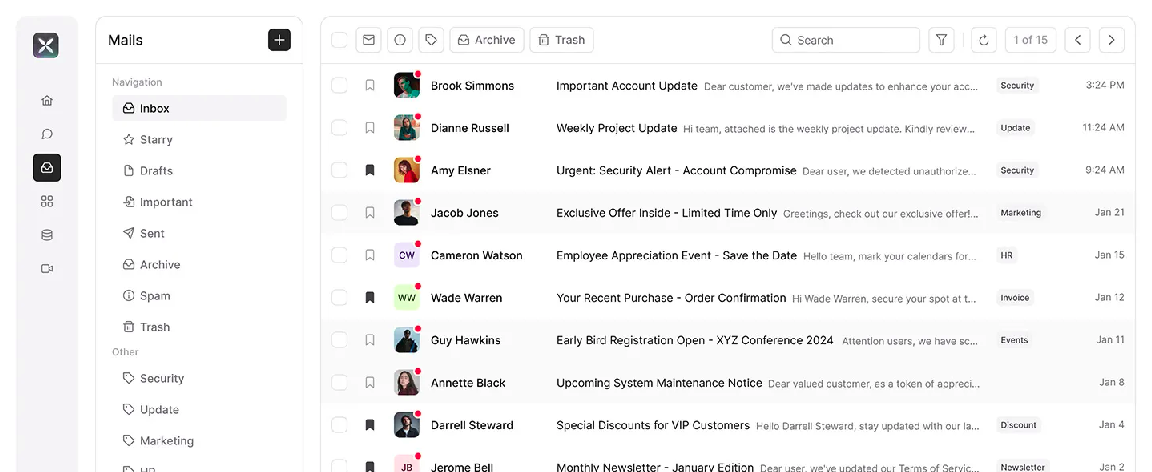 Mails
Navigation
Inbox
Starry
Drafts
Important
Sent
Archive
Spam
Trash
Other
Security
Update
Marketing
HR
Archive Trash Search 1 of 15
Brook Simmons Important Account Update Dear customer, we've made updates to enhance your acc... Security 3:24 PM
Dianne Russell Weekly Project Update Hi team, attached is the weekly project update. Kindly review... Update 11:24 AM
Amy Elsner Urgent: Security Alert - Account Compromise Dear user, we detected unauthorize... Security 9:24 AM
Jacob Jones Exclusive Offer Inside - Limited Time Only Greetings, check out our exclusive offer!... Marketing Jan 21
CW Cameron Watson Employee Appreciation Event - Save the Date Hello team, mark your calendars for... HR Jan 15
WW Wade Warren Your Recent Purchase - Order Confirmation Hi Wade Warren, secure your spot at t... Invoice Jan 12
Guy Hawkins Early Bird Registration Open - XYZ Conference 2024 Attention users, we have sc... Events Jan 11
Annette Black Upcoming System Maintenance Notice Dear valued customer, as a token of appreci... Jan 8
Darrell Steward Special Discounts for VIP Customers Hello Darrell Steward, stay updated with our la... Discount Jan 4
JB Jerome Bell Monthly Newsletter - January Edition Dear user, we've updated our Terms of Servic... Newsletter Jan 2